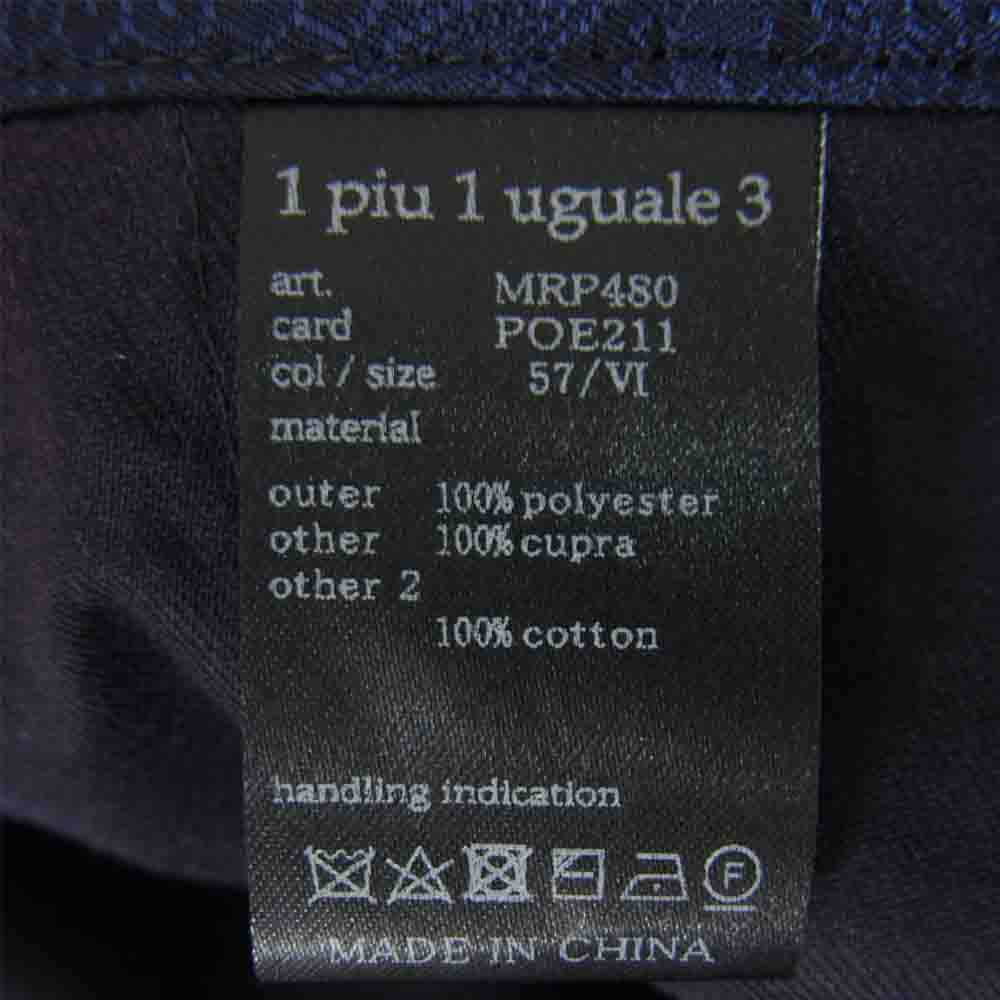 1 piu 1 uguale 3
art. MRP480
card POE211
col / size 57/VI
material
outer 100% polyester
other 100% cupra
other 2
100% cotton
handling indication
F
MADE IN CHINA